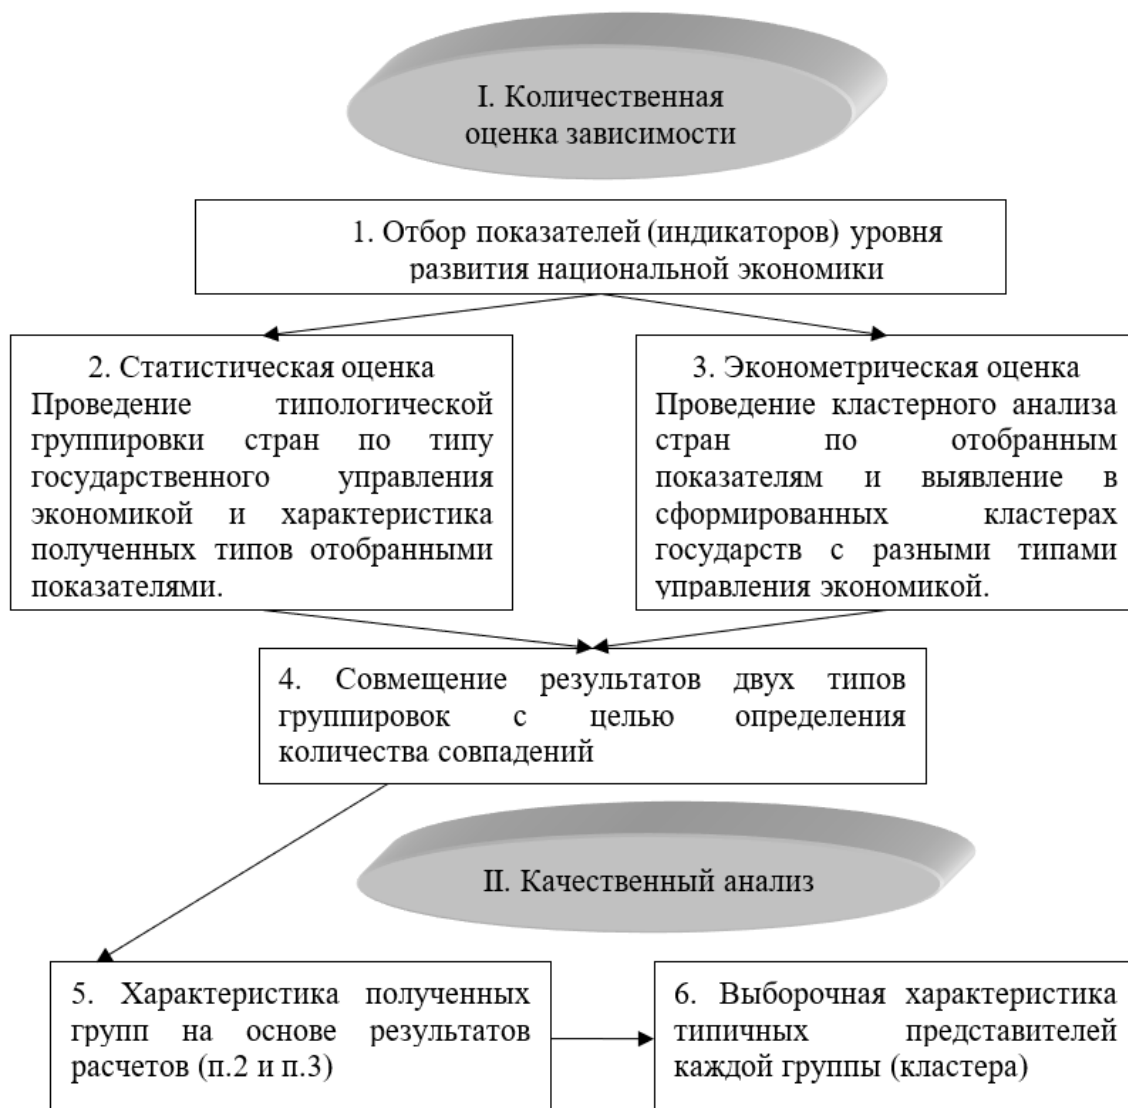 I. Количественная
оценка зависимости
1. Отбор показателей (индикаторов) уровня
развития национальной экономики
2. Статистическая оценка
Проведение типологической
группировки стран по типу
государственного управления
экономикой и характеристика
полученных типов отобранными
показателями.
3. Эконометрическая оценка
Проведение кластерного анализа
стран по отобранным
показателям и выявление в
сформированных кластерах
государств с разными типами
управления экономикой.
4. Совмещение результатов двух типов
группировок с целью определения
количества совпадений
II. Качественный анализ
5. Характеристика полученных
групп на основе результатов
расчетов (п.2 и п.3)
6. Выборочная характеристика
типичных представителей
каждой группы (кластера)